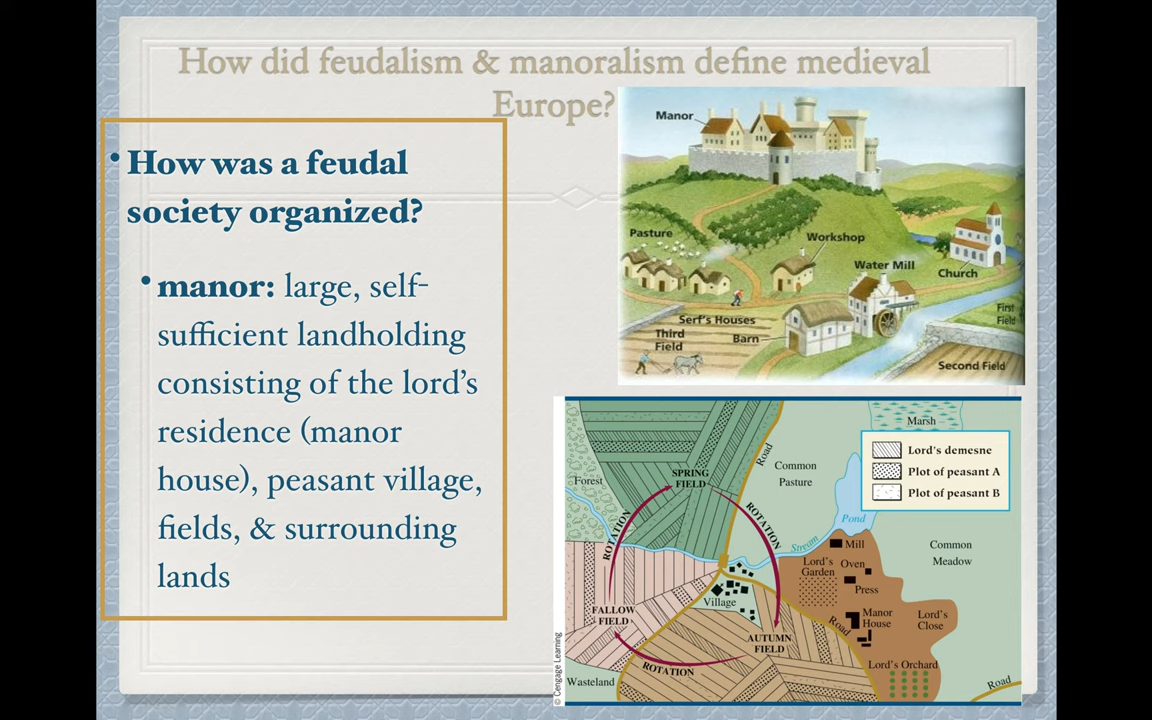 How did feudalism & manoralism define medieval
Europe?
• How was a feudal
society organized?
• manor: large, self-
sufficient landholding
consisting of the lord's
residence (manor
house), peasant village,
fields, & surrounding
lands
Manor
Pasture
Workshop
Water Mill
Church
Serf's Houses
First
Field
Third
Field
Barn
Second Field
Marsh
Lord's demesne
Plot of peasant A
Plot of peasant B
Road
Common
Pasture
SPRING
FIELD
Forest
ROTATION
ROTATION
Pond
Stream
Mill
Common
Meadow
Lord's
Garden
Oven
Press
Village
FALLOW
FIELD
Manor
House
Lord's
Close
Road
AUTUMN
FIELD
ROTATION
Lord's Orchard
Wasteland
Road
© Cengage Learning